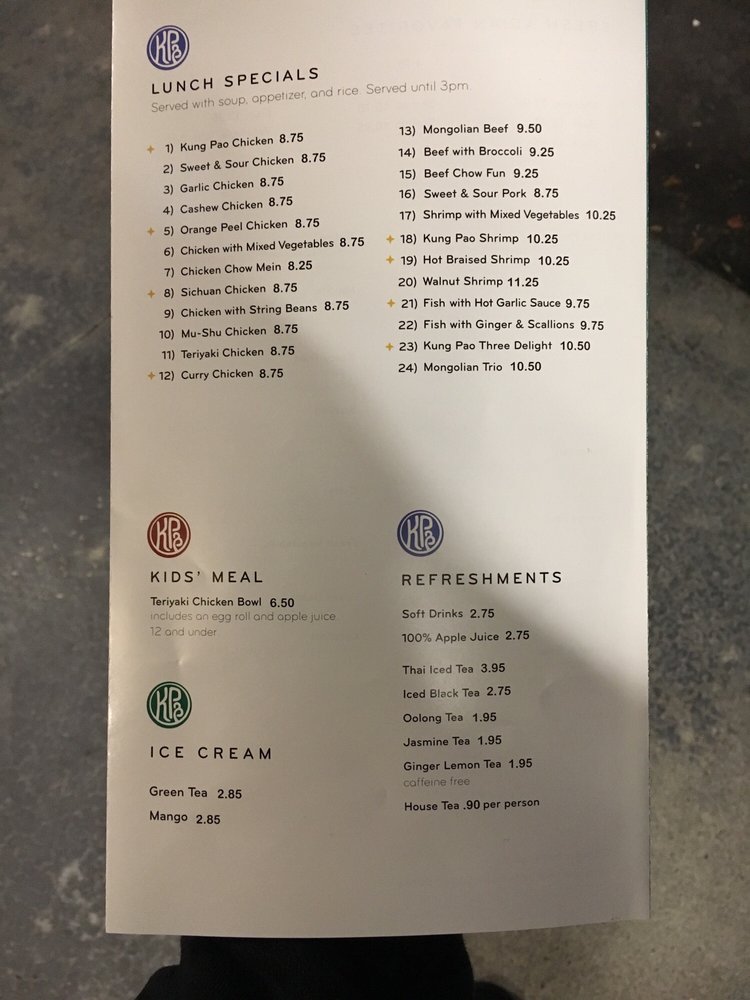 KPs
LUNCH SPECIALS
Served with soup, appetizer, and rice. Served until 3pm.
1) Kung Pao Chicken 8.75
2) Sweet & Sour Chicken 8.75
3) Garlic Chicken 8.75
4) Cashew Chicken 8.75
5) Orange Peel Chicken 8.75
6) Chicken with Mixed Vegetables 8.75
7) Chicken Chow Mein 8.25
8) Sichuan Chicken 8.75
9) Chicken with String Beans 8.75
10) Mu-Shu Chicken 8.75
11) Teriyaki Chicken 8.75
12) Curry Chicken 8.75
13) Mongolian Beef 9.50
14) Beef with Broccoli 9.25
15) Beef Chow Fun 9.25
16) Sweet & Sour Pork 8.75
17) Shrimp with Mixed Vegetables 10.25
18) Kung Pao Shrimp 10.25
19) Hot Braised Shrimp 10.25
20) Walnut Shrimp 11.25
21) Fish with Hot Garlic Sauce 9.75
22) Fish with Ginger & Scallions 9.75
23) Kung Pao Three Delight 10.50
24) Mongolian Trio 10.50
KPs
KIDS' MEAL
Teriyaki Chicken Bowl 6.50
includes an egg roll and apple juice.
12 and under.
KPs
ICE CREAM
Green Tea 2.85
Mango 2.85
KPs
REFRESHMENTS
Soft Drinks 2.75
100% Apple Juice 2.75
Thai Iced Tea 3.95
Iced Black Tea 2.75
Oolong Tea 1.95
Jasmine Tea 1.95
Ginger Lemon Tea 1.95
caffeine free
House Tea .90 per person